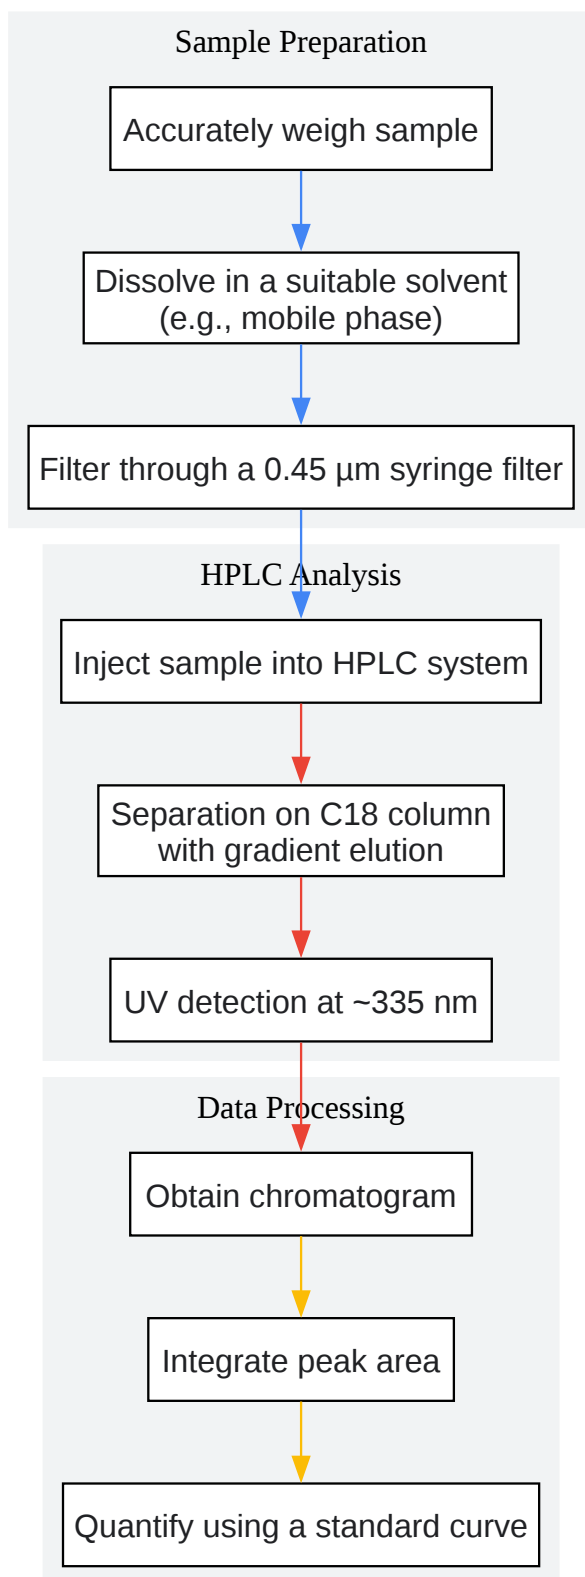 Sample Preparation
Accurately weigh sample
Dissolve in a suitable solvent
(e.g., mobile phase)
Filter through a 0.45 µm syringe filter
HPLC Analysis
Inject sample into HPLC system
Separation on C18 column
with gradient elution
UV detection at ~335 nm
Data Processing
Obtain chromatogram
Integrate peak area
Quantify using a standard curve